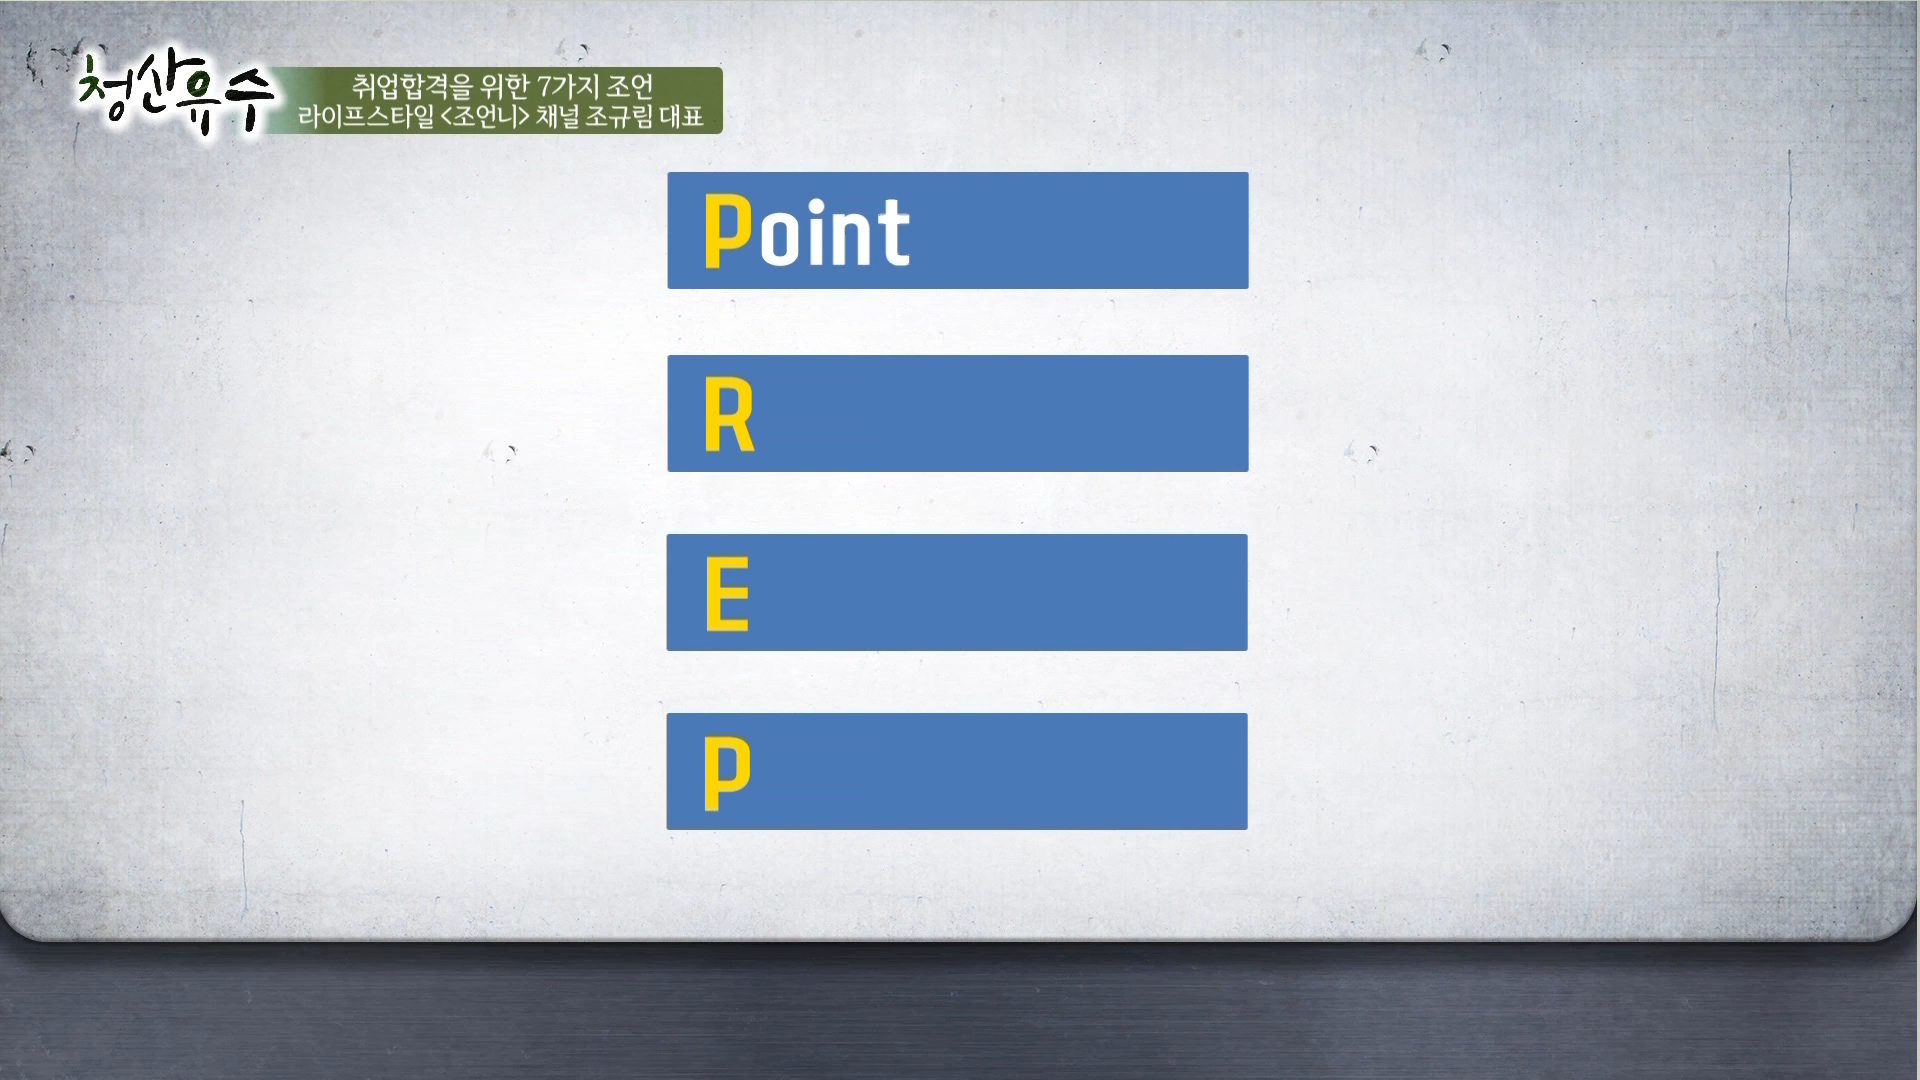 청산유수
취업합격을 위한 7가지 조언
라이프스타일 <조언니> 채널 조규림 대표
Point
R
E
P